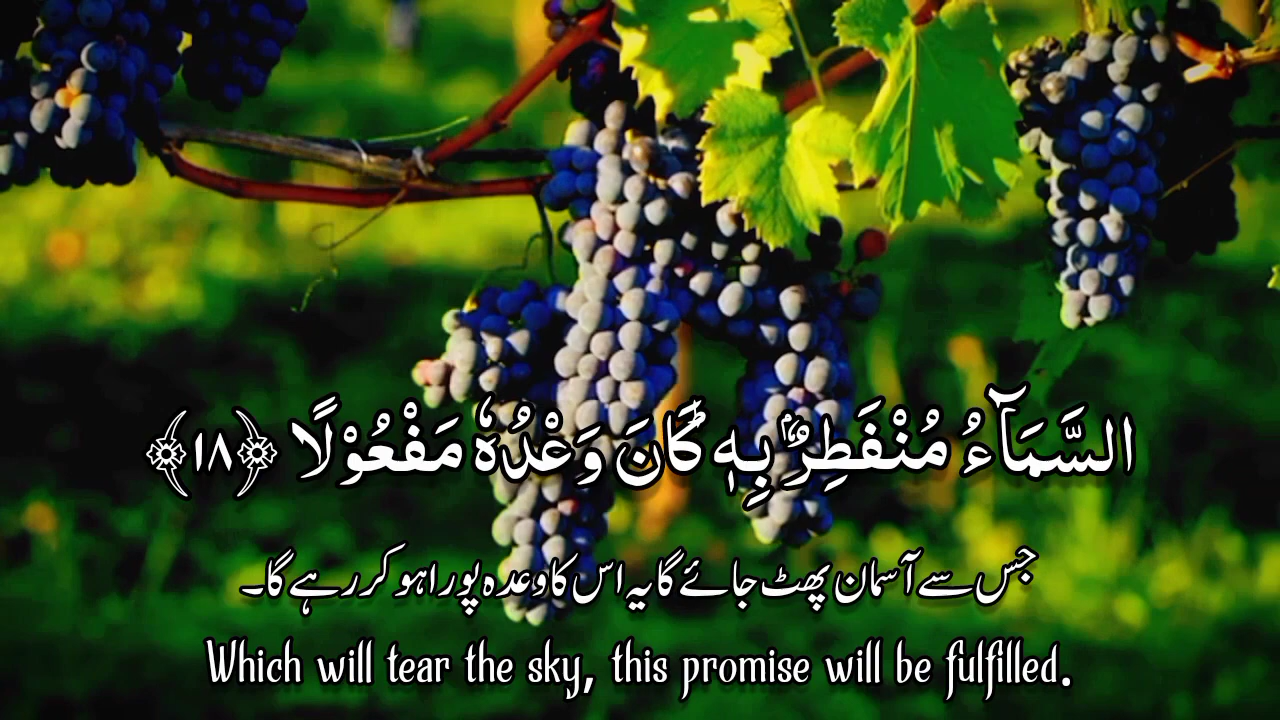 السَّمَآءُ مُنْفَطِرٌۢ بِهٖ ؕ كَانَ وَعْدُهٗ مَفْعُوْلًا ﴿۱۸﴾
جس سے آسمان پھٹ جائے گا یہ اس کا وعدہ پورا ہو کر رہے گا۔
Which will tear the sky, this promise will be fulfilled.